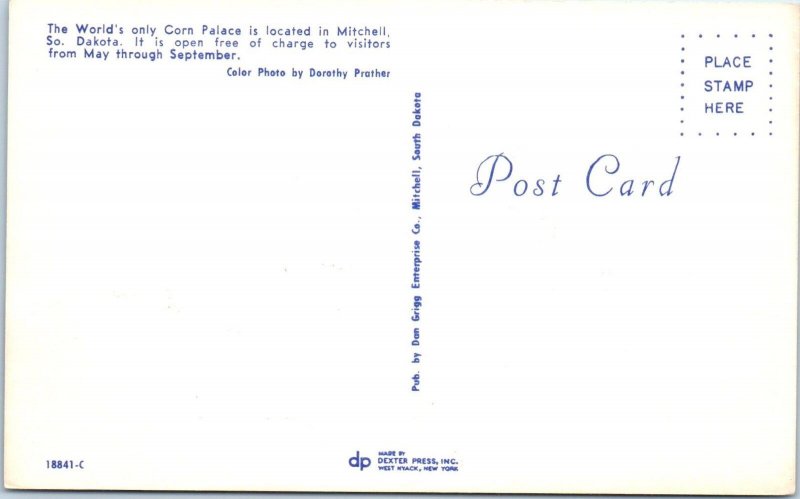 The World's only Corn Palace is located in Mitchell,
So. Dakota. It is open free of charge to visitors
from May through September.
Color Photo by Dorothy Prather
Pub. by Dan Grigg Enterprise Co., Mitchell, South Dakota
PLACE
STAMP
HERE
Post Card
18841-C
dp
MADE BY
DEXTER PRESS, INC.
WEST NYACK, NEW YORK